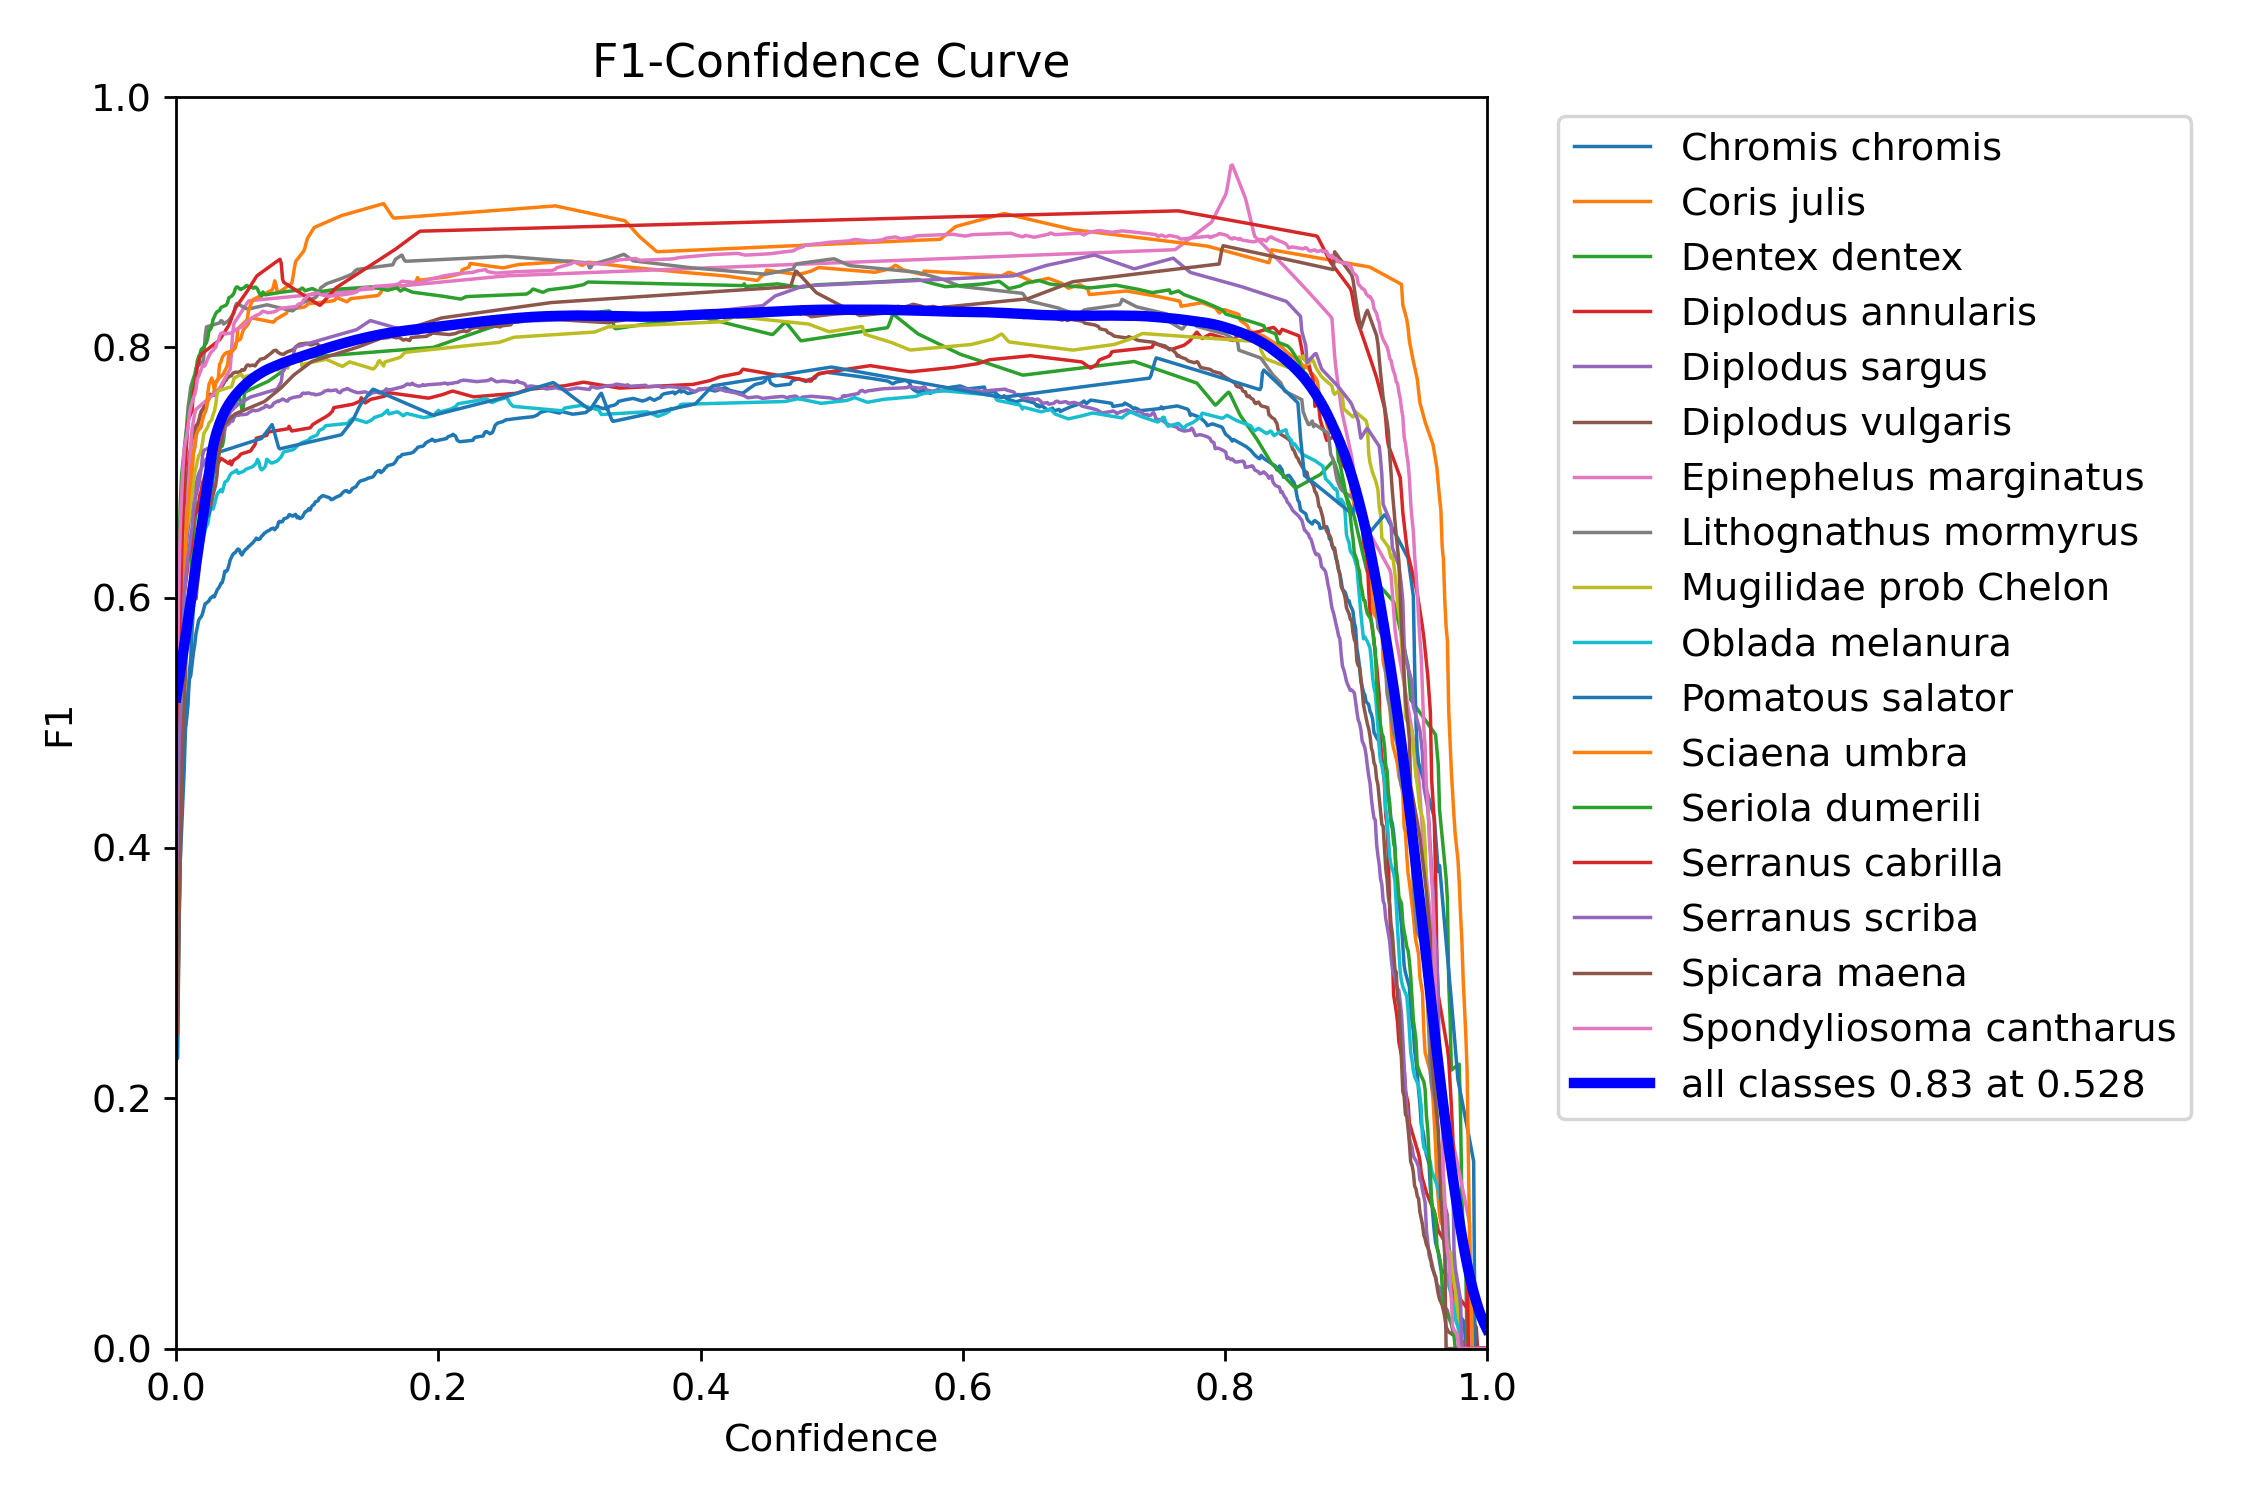 F1-Confidence Curve
1.0
0.8
0.6
0.4
0.2
0.0
F1
0.0 0.2 0.4 0.6 0.8 1.0
Confidence
Chromis chromis
Coris julis
Dentex dentex
Diplodus annularis
Diplodus sargus
Diplodus vulgaris
Epinephelus marginatus
Lithognathus mormyrus
Mugilidae prob Chelon
Oblada melanura
Pomatous salator
Sciaena umbra
Seriola dumerili
Serranus cabrilla
Serranus scriba
Spicara maena
Spondyliosoma cantharus
all classes 0.83 at 0.528